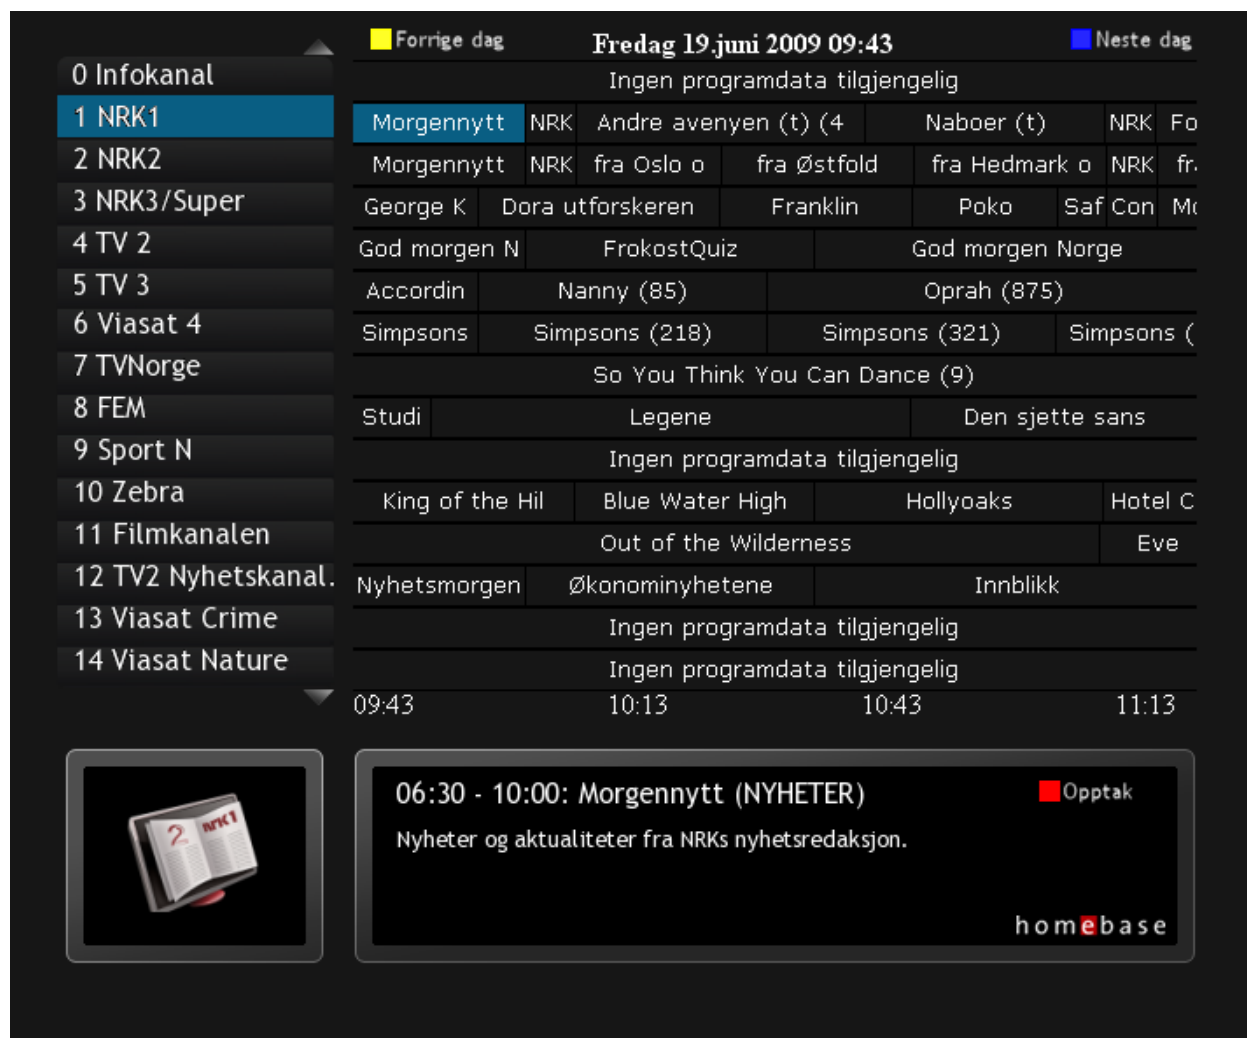 Forrige dag Fredag 19.juni 2009 09:43 Neste dag
0 Infokanal Ingen programdata tilgjengelig
1 NRK1 Morgennytt NRK Andre avenyen (t) (4 Naboer (t) NRK Fo
2 NRK2 Morgennytt NRK fra Oslo o fra Østfold fra Hedmark o NRK fr
3 NRK3/Super George K Dora utforskeren Franklin Poko Saf Con Mo
4 TV 2 God morgen N FrokostQuiz God morgen Norge
5 TV 3 Accordin Nanny (85) Oprah (875)
6 Viasat 4 Simpsons Simpsons (218) Simpsons (321) Simpsons (
7 TVNorge So You Think You Can Dance (9)
8 FEM Studi Legene Den sjette sans
9 Sport N Ingen programdata tilgjengelig
10 Zebra King of the Hil Blue Water High Hollyoaks Hotel C
11 Filmkanalen Out of the Wilderness Eve
12 TV2 Nyhetskanal. Nyhetsmorgen Økonominyhetene Innblikk
13 Viasat Crime Ingen programdata tilgjengelig
14 Viasat Nature Ingen programdata tilgjengelig
09:43 10:13 10:43 11:13
2 NRK1
06:30 - 10:00: Morgennytt (NYHETER) Opptak
Nyheter og aktualiteter fra NRKs nyhetsredaksjon.
homebase